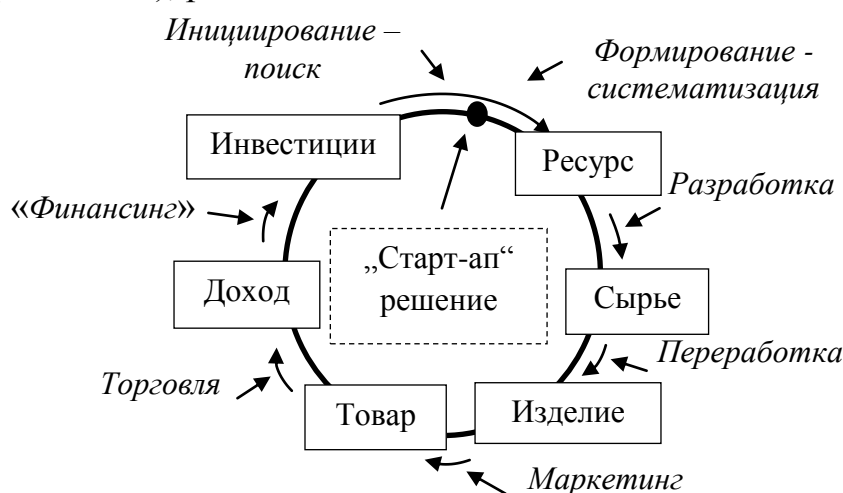 Инициирование –
поиск
Формирование -
систематизация
Инвестиции
Ресурс
Разработка
«Финансинг»
„Старт-ап“
решение
Доход
Сырье
Переработка
Торговля
Товар
Изделие
Маркетинг